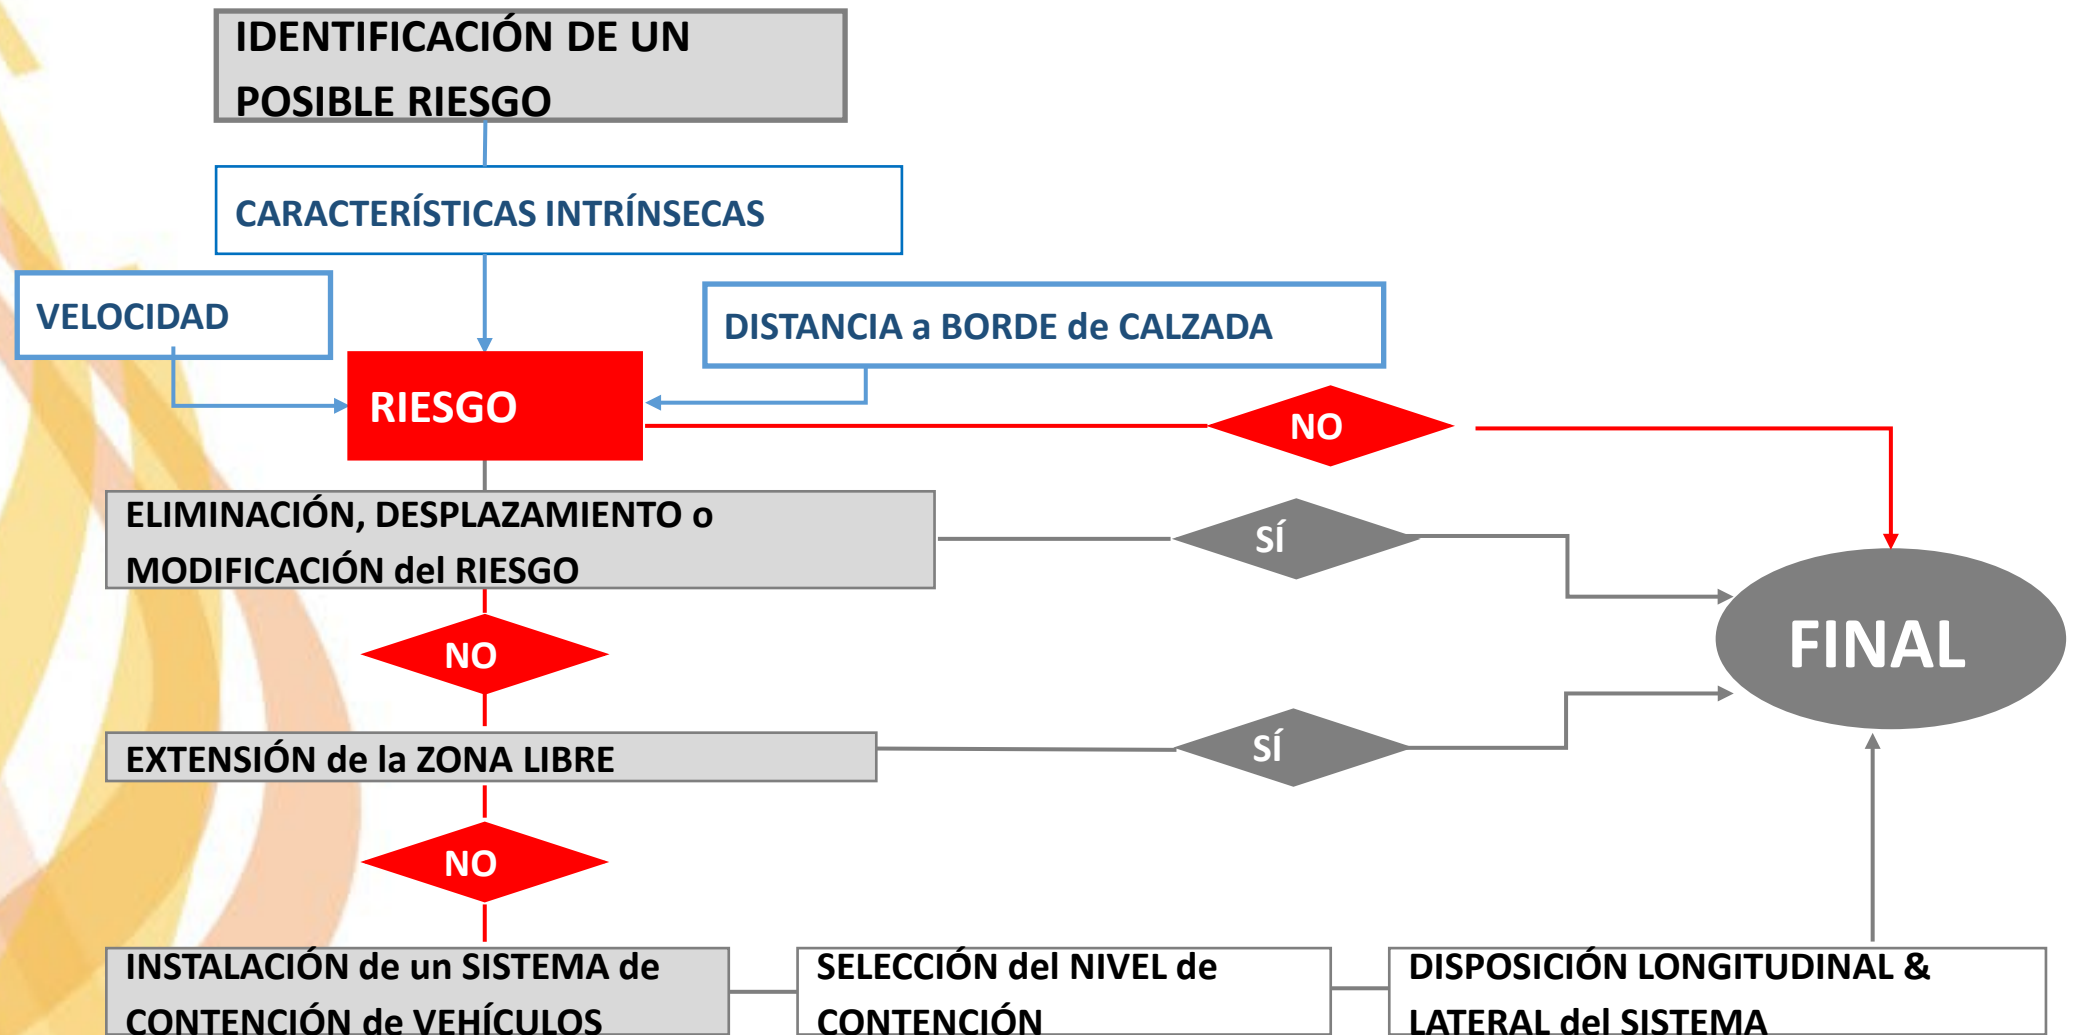 IDENTIFICACIÓN DE UN
POSIBLE RIESGO
CARACTERÍSTICAS INTRÍNSECAS
VELOCIDAD
DISTANCIA a BORDE de CALZADA
RIESGO
NO
ELIMINACIÓN, DESPLAZAMIENTO o
MODIFICACIÓN del RIESGO
SÍ
FINAL
NO
EXTENSIÓN de la ZONA LIBRE
SÍ
NO
INSTALACIÓN de un SISTEMA de
CONTENCIÓN de VEHÍCULOS
SELECCIÓN del NIVEL de
CONTENCIÓN
DISPOSICIÓN LONGITUDINAL &
LATERAL del SISTEMA